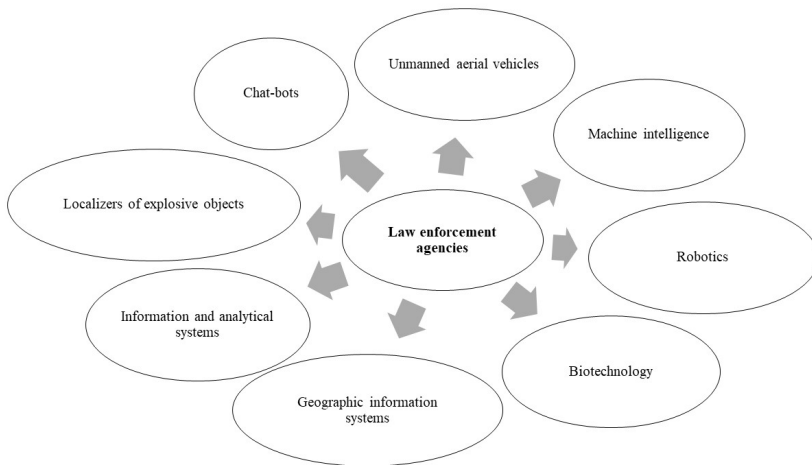 Unmanned aerial vehicles
Chat-bots
Machine intelligence
Localizers of explosive objects
Law enforcement
agencies
Robotics
Information and analytical
systems
Biotechnology
Geographic information
systems